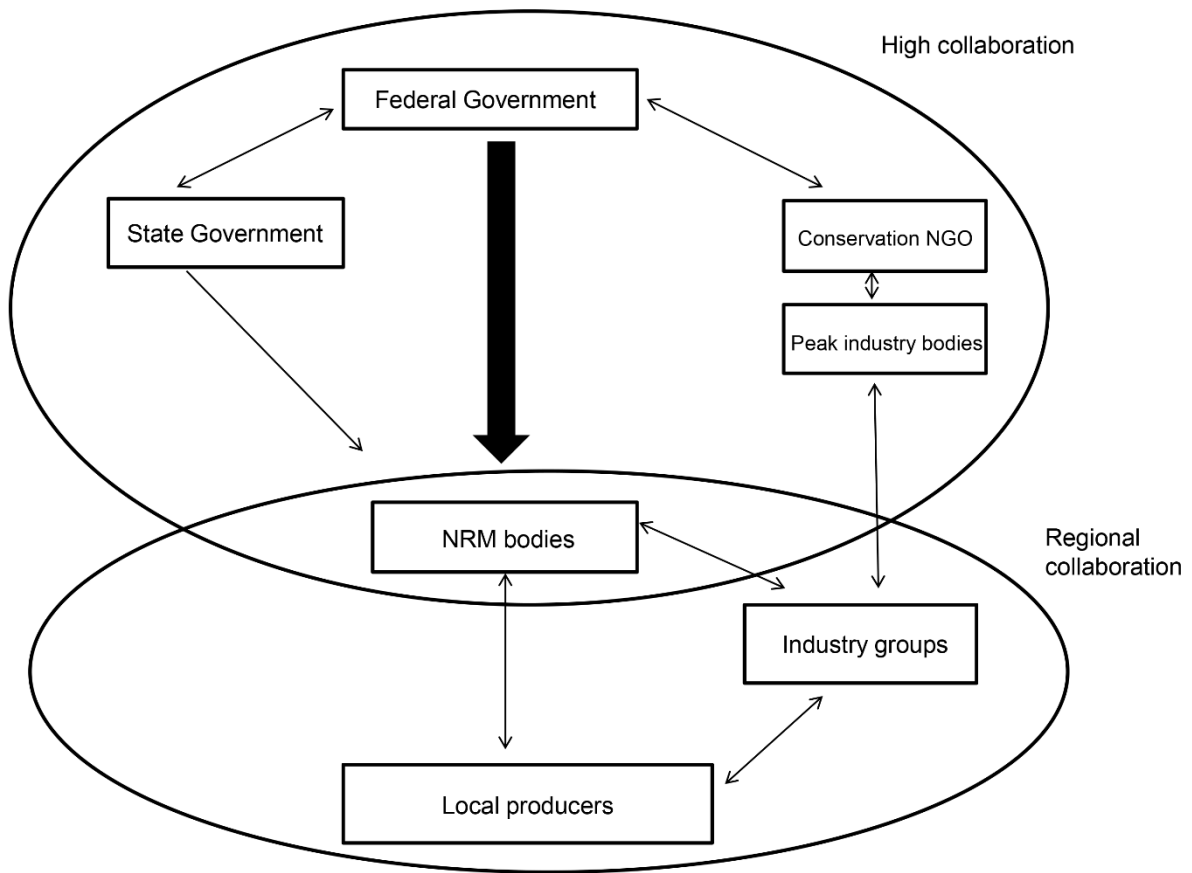 High collaboration
Federal Government
State Government
Conservation NGO
Peak industry bodies
NRM bodies
Regional
collaboration
Industry groups
Local producers